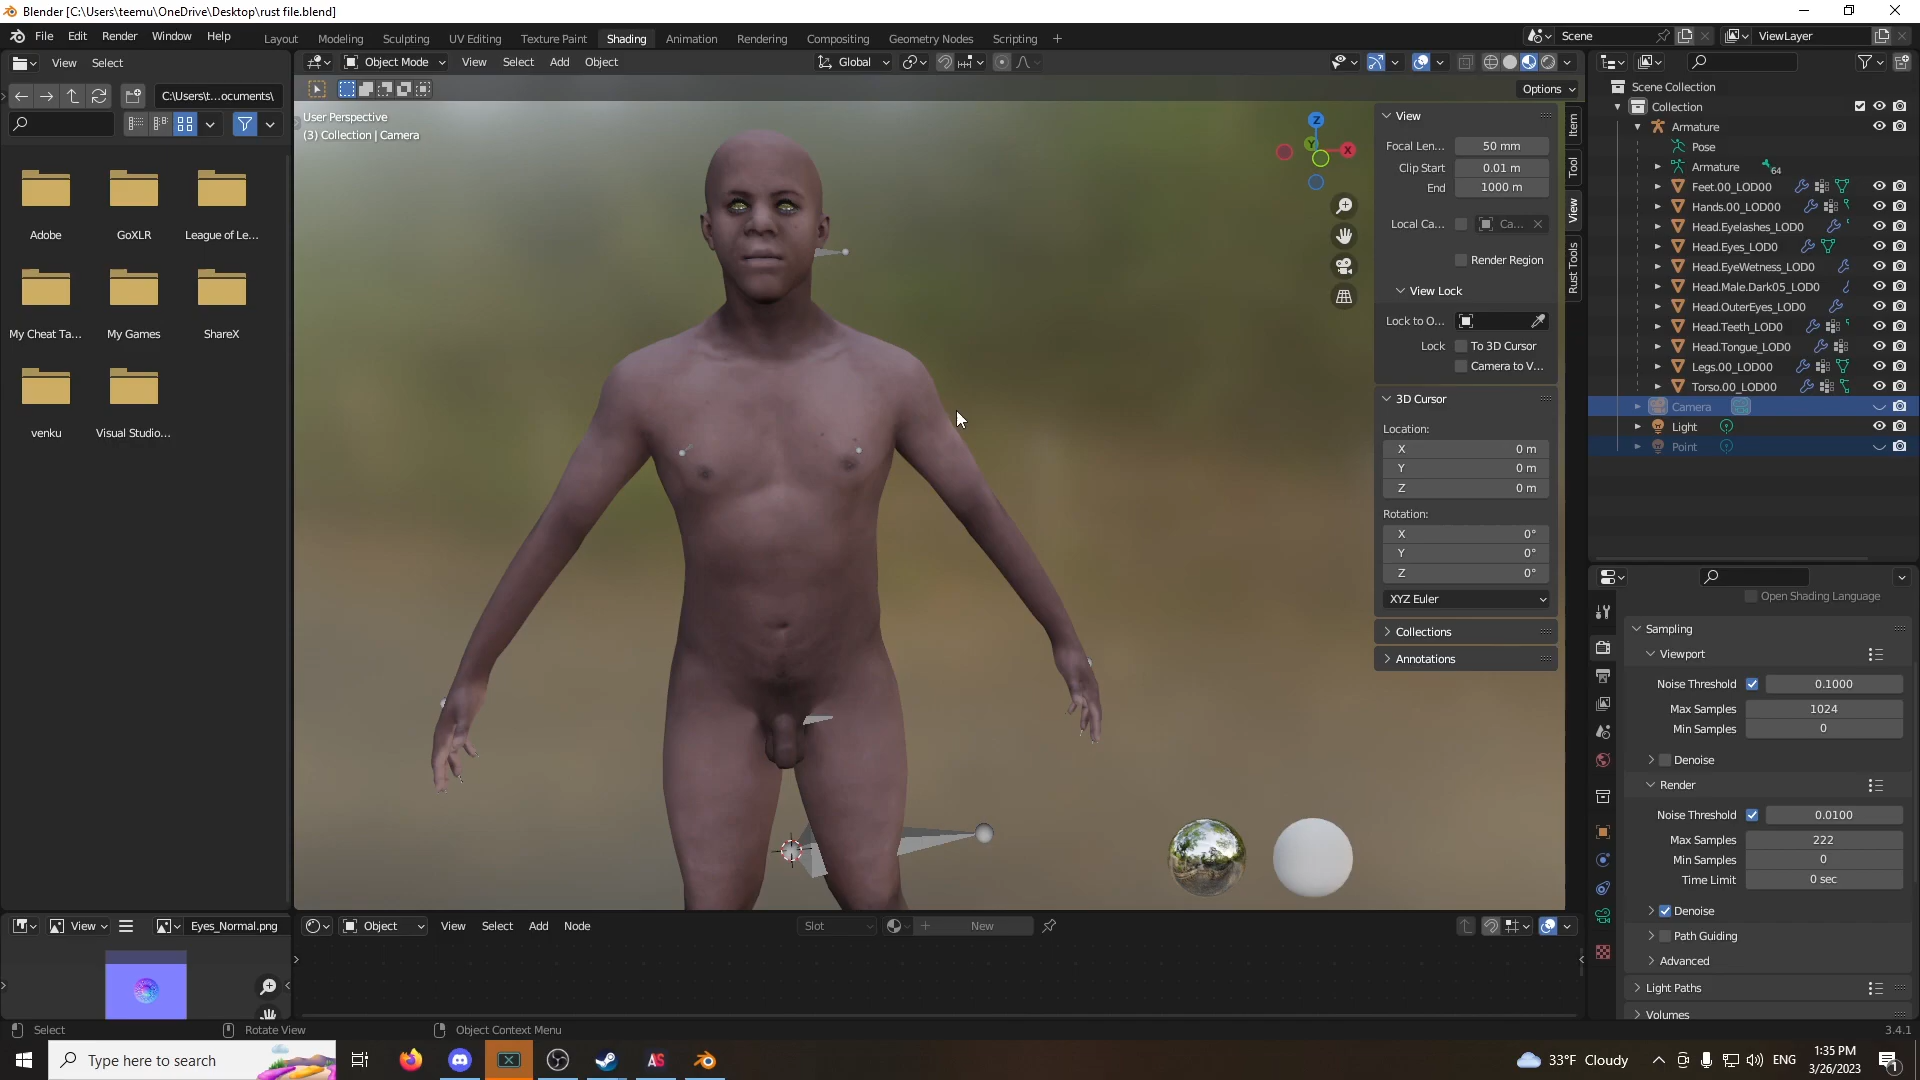 Blender [C:\Users\teemu\OneDrive\Desktop\rust file.blend]
File Edit Render Window Help
Layout Modeling Sculpting UV Editing Texture Paint Shading Animation Rendering Compositing Geometry Nodes Scripting +
Scene
ViewLayer
View Select
Object Mode View Select Add Object
Global
C:\Users\t...ocuments\
Options
User Perspective
(3) Collection | Camera
Adobe
GoXLR
League of Le...
My Cheat Ta...
My Games
ShareX
venku
Visual Studio...
Z
Y
X
View
Focal Len... 50 mm
Clip Start 0.01 m
End 1000 m
Local Ca... Ca...
Render Region
View Lock
Lock to O...
Lock To 3D Cursor
Camera to V...
3D Cursor
Location:
X 0 m
Y 0 m
Z 0 m
Rotation:
X 0°
Y 0°
Z 0°
XYZ Euler
Collections
Annotations
Item
Tool
View
Rust Tools
Scene Collection
Collection
Armature
Pose
Armature 64
Feet.00_LOD00
Hands.00_LOD00
Head.Eyelashes_LOD0
Head.Eyes_LOD0
Head.EyeWetness_LOD0
Head.Male.Dark05_LOD0
Head.OuterEyes_LOD0
Head.Teeth_LOD0
Head.Tongue_LOD0
Legs.00_LOD00
Torso.00_LOD00
Camera
Light
Point
Open Shading Language
Sampling
Viewport
Noise Threshold 0.1000
Max Samples 1024
Min Samples 0
Denoise
Render
Noise Threshold 0.0100
Max Samples 222
Min Samples 0
Time Limit 0 sec
Denoise
Path Guiding
Advanced
Light Paths
Volumes
View
Eyes_Normal.png
Object View Select Add Node
Slot
New
Select
Rotate View
Object Context Menu
3.4.1
Type here to search
33°F Cloudy
ENG
1:35 PM
3/26/2023
1